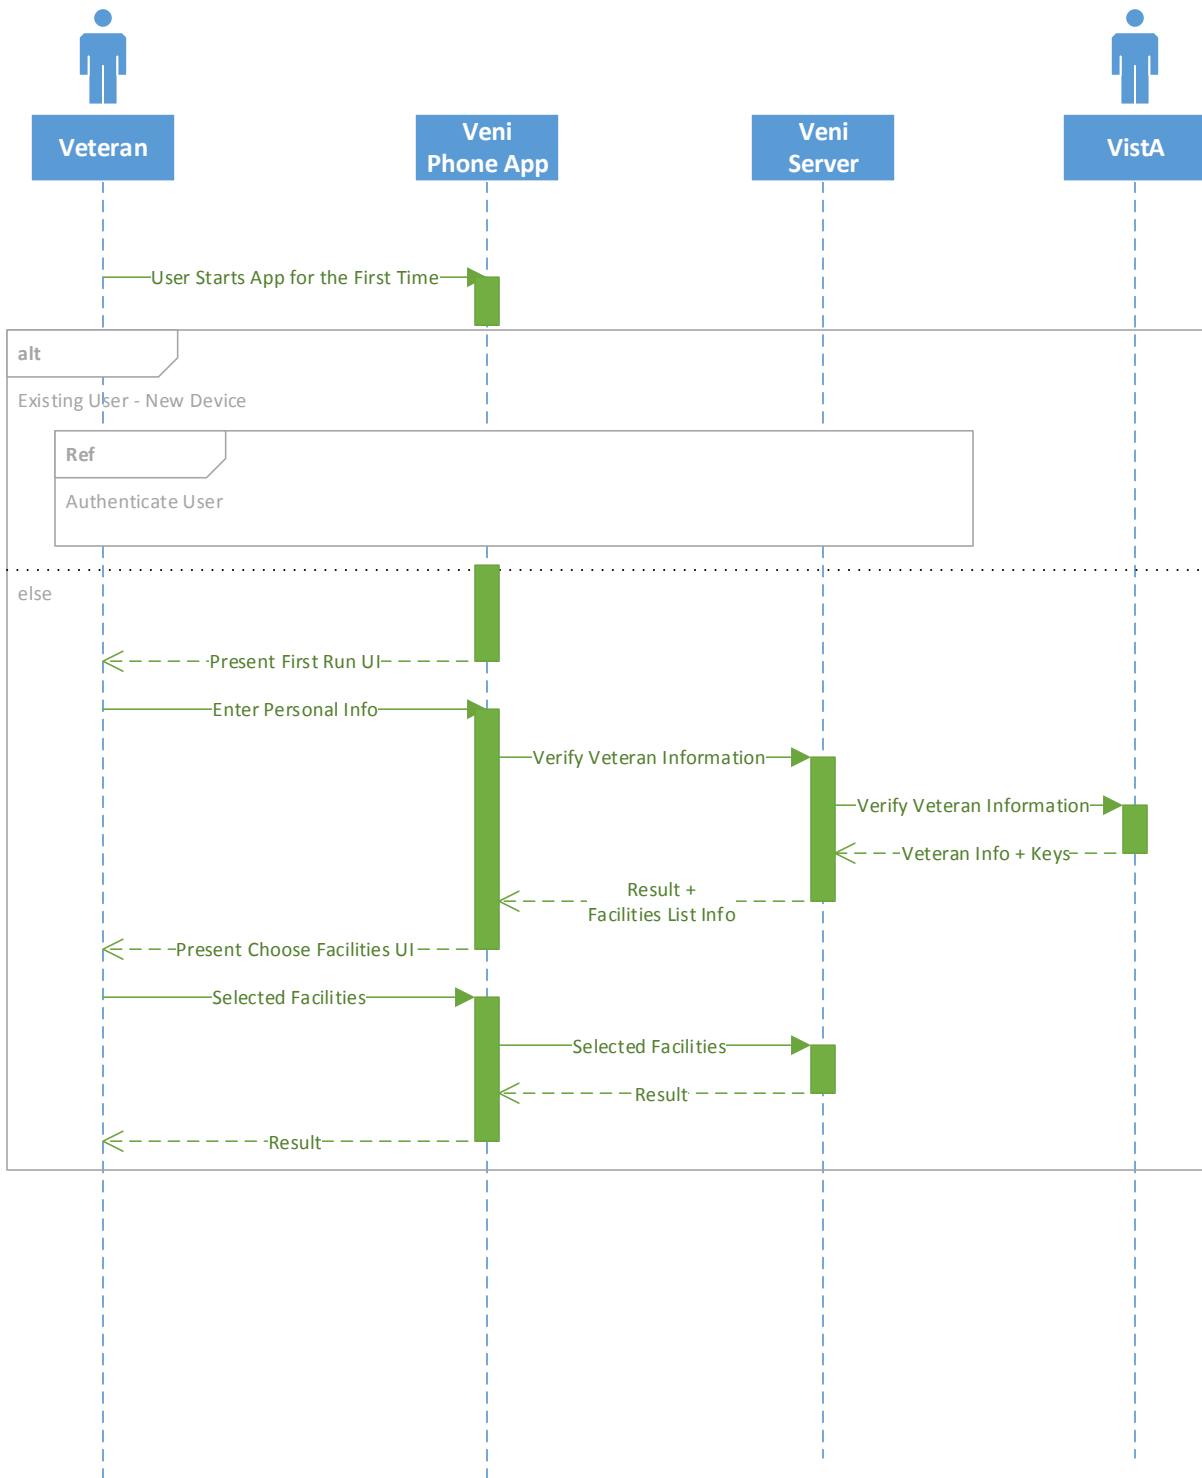 Veteran
Veni
Phone App
Veni
Server
VistA
User Starts App for the First Time
alt
Existing User - New Device
Ref
Authenticate User
else
Present First Run UI
Enter Personal Info
Verify Veteran Information
Verify Veteran Information
Veteran Info + Keys
Result +
Facilities List Info
Present Choose Facilities UI
Selected Facilities
Selected Facilities
Result
Result